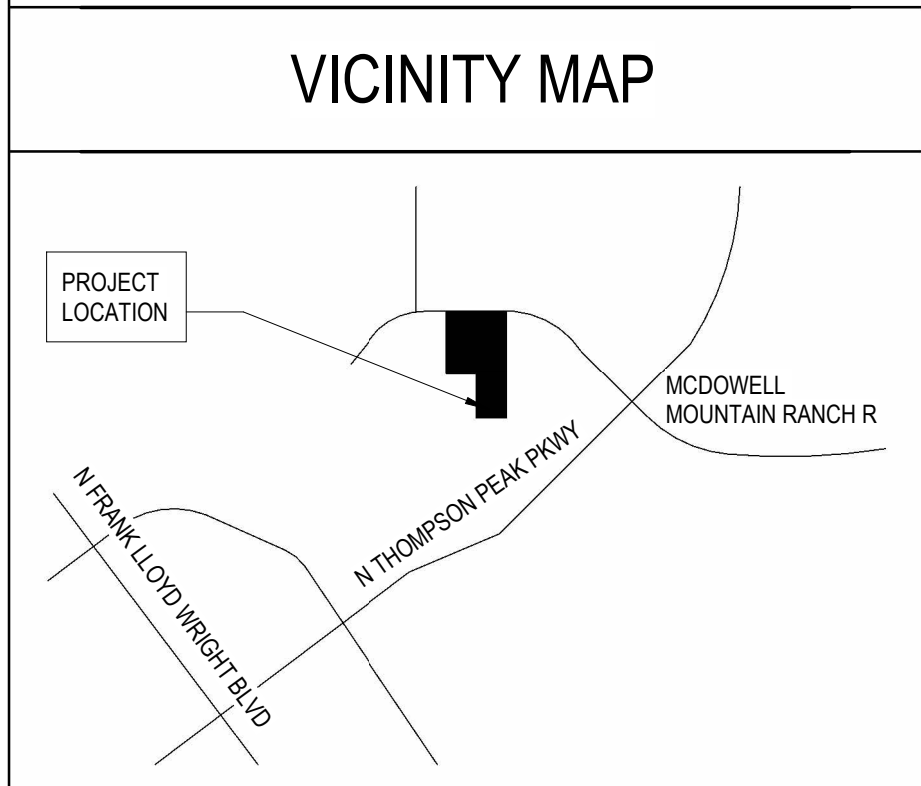 VICINITY MAP
PROJECT
LOCATION
MCDOWELL
MOUNTAIN RANCH R
N THOMPSON PEAK PKWY
N FRANK LLOYD WRIGHT BLVD